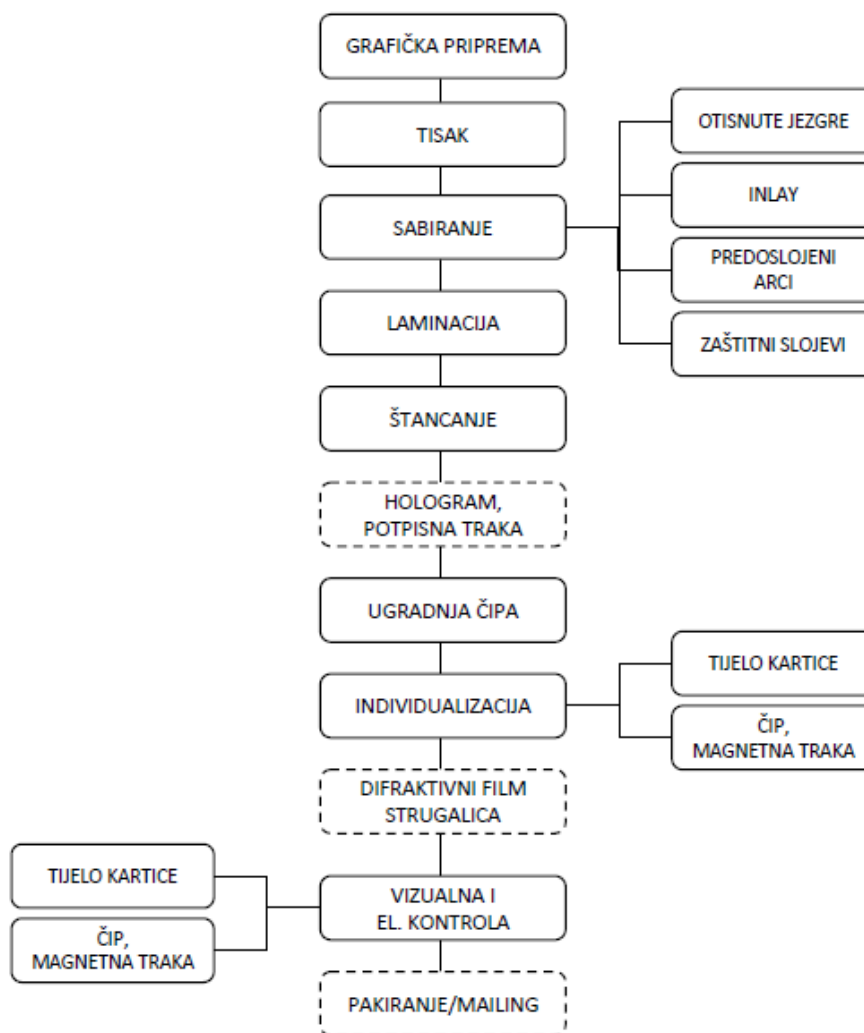 GRAFIČKA PRIPREMA
TISAK
OTISNUTE JEZGRE
INLAY
SABIRANJE
PREDOSLOJENI
ARCI
LAMINACIJA
ZAŠTITNI SLOJEVI
ŠTANCANJE
HOLOGRAM,
POTPISNA TRAKA
UGRADNJA ČIPA
TIJELO KARTICE
INDIVIDUALIZACIJA
ČIP,
MAGNETNA TRAKA
DIFRAKTIVNI FILM
STRUGALICA
TIJELO KARTICE
VIZUALNA I
EL. KONTROLA
ČIP,
MAGNETNA TRAKA
PAKIRANJE/MAILING